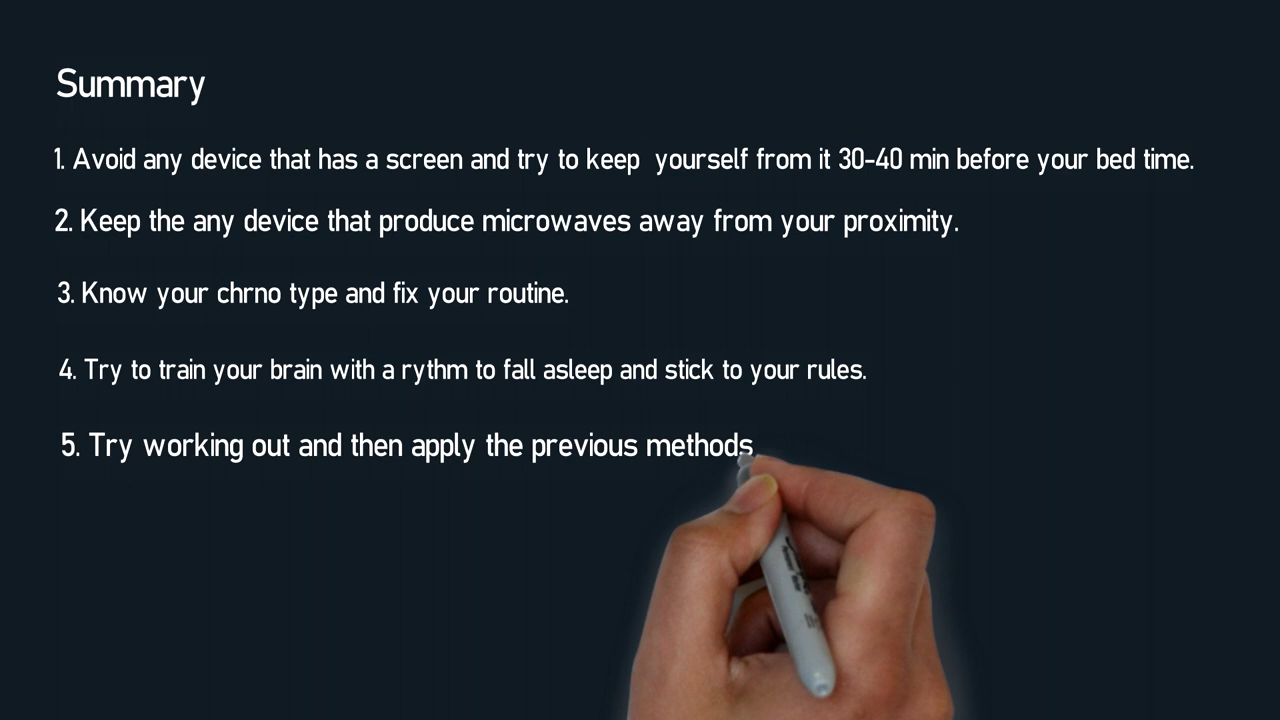 Summary
1. Avoid any device that has a screen and try to keep yourself from it 30-40 min before your bed time.
2. Keep the any device that produce microwaves away from your proximity.
3. Know your chrno type and fix your routine.
4. Try to train your brain with a rythm to fall asleep and stick to your rules.
5. Try working out and then apply the previous methods.